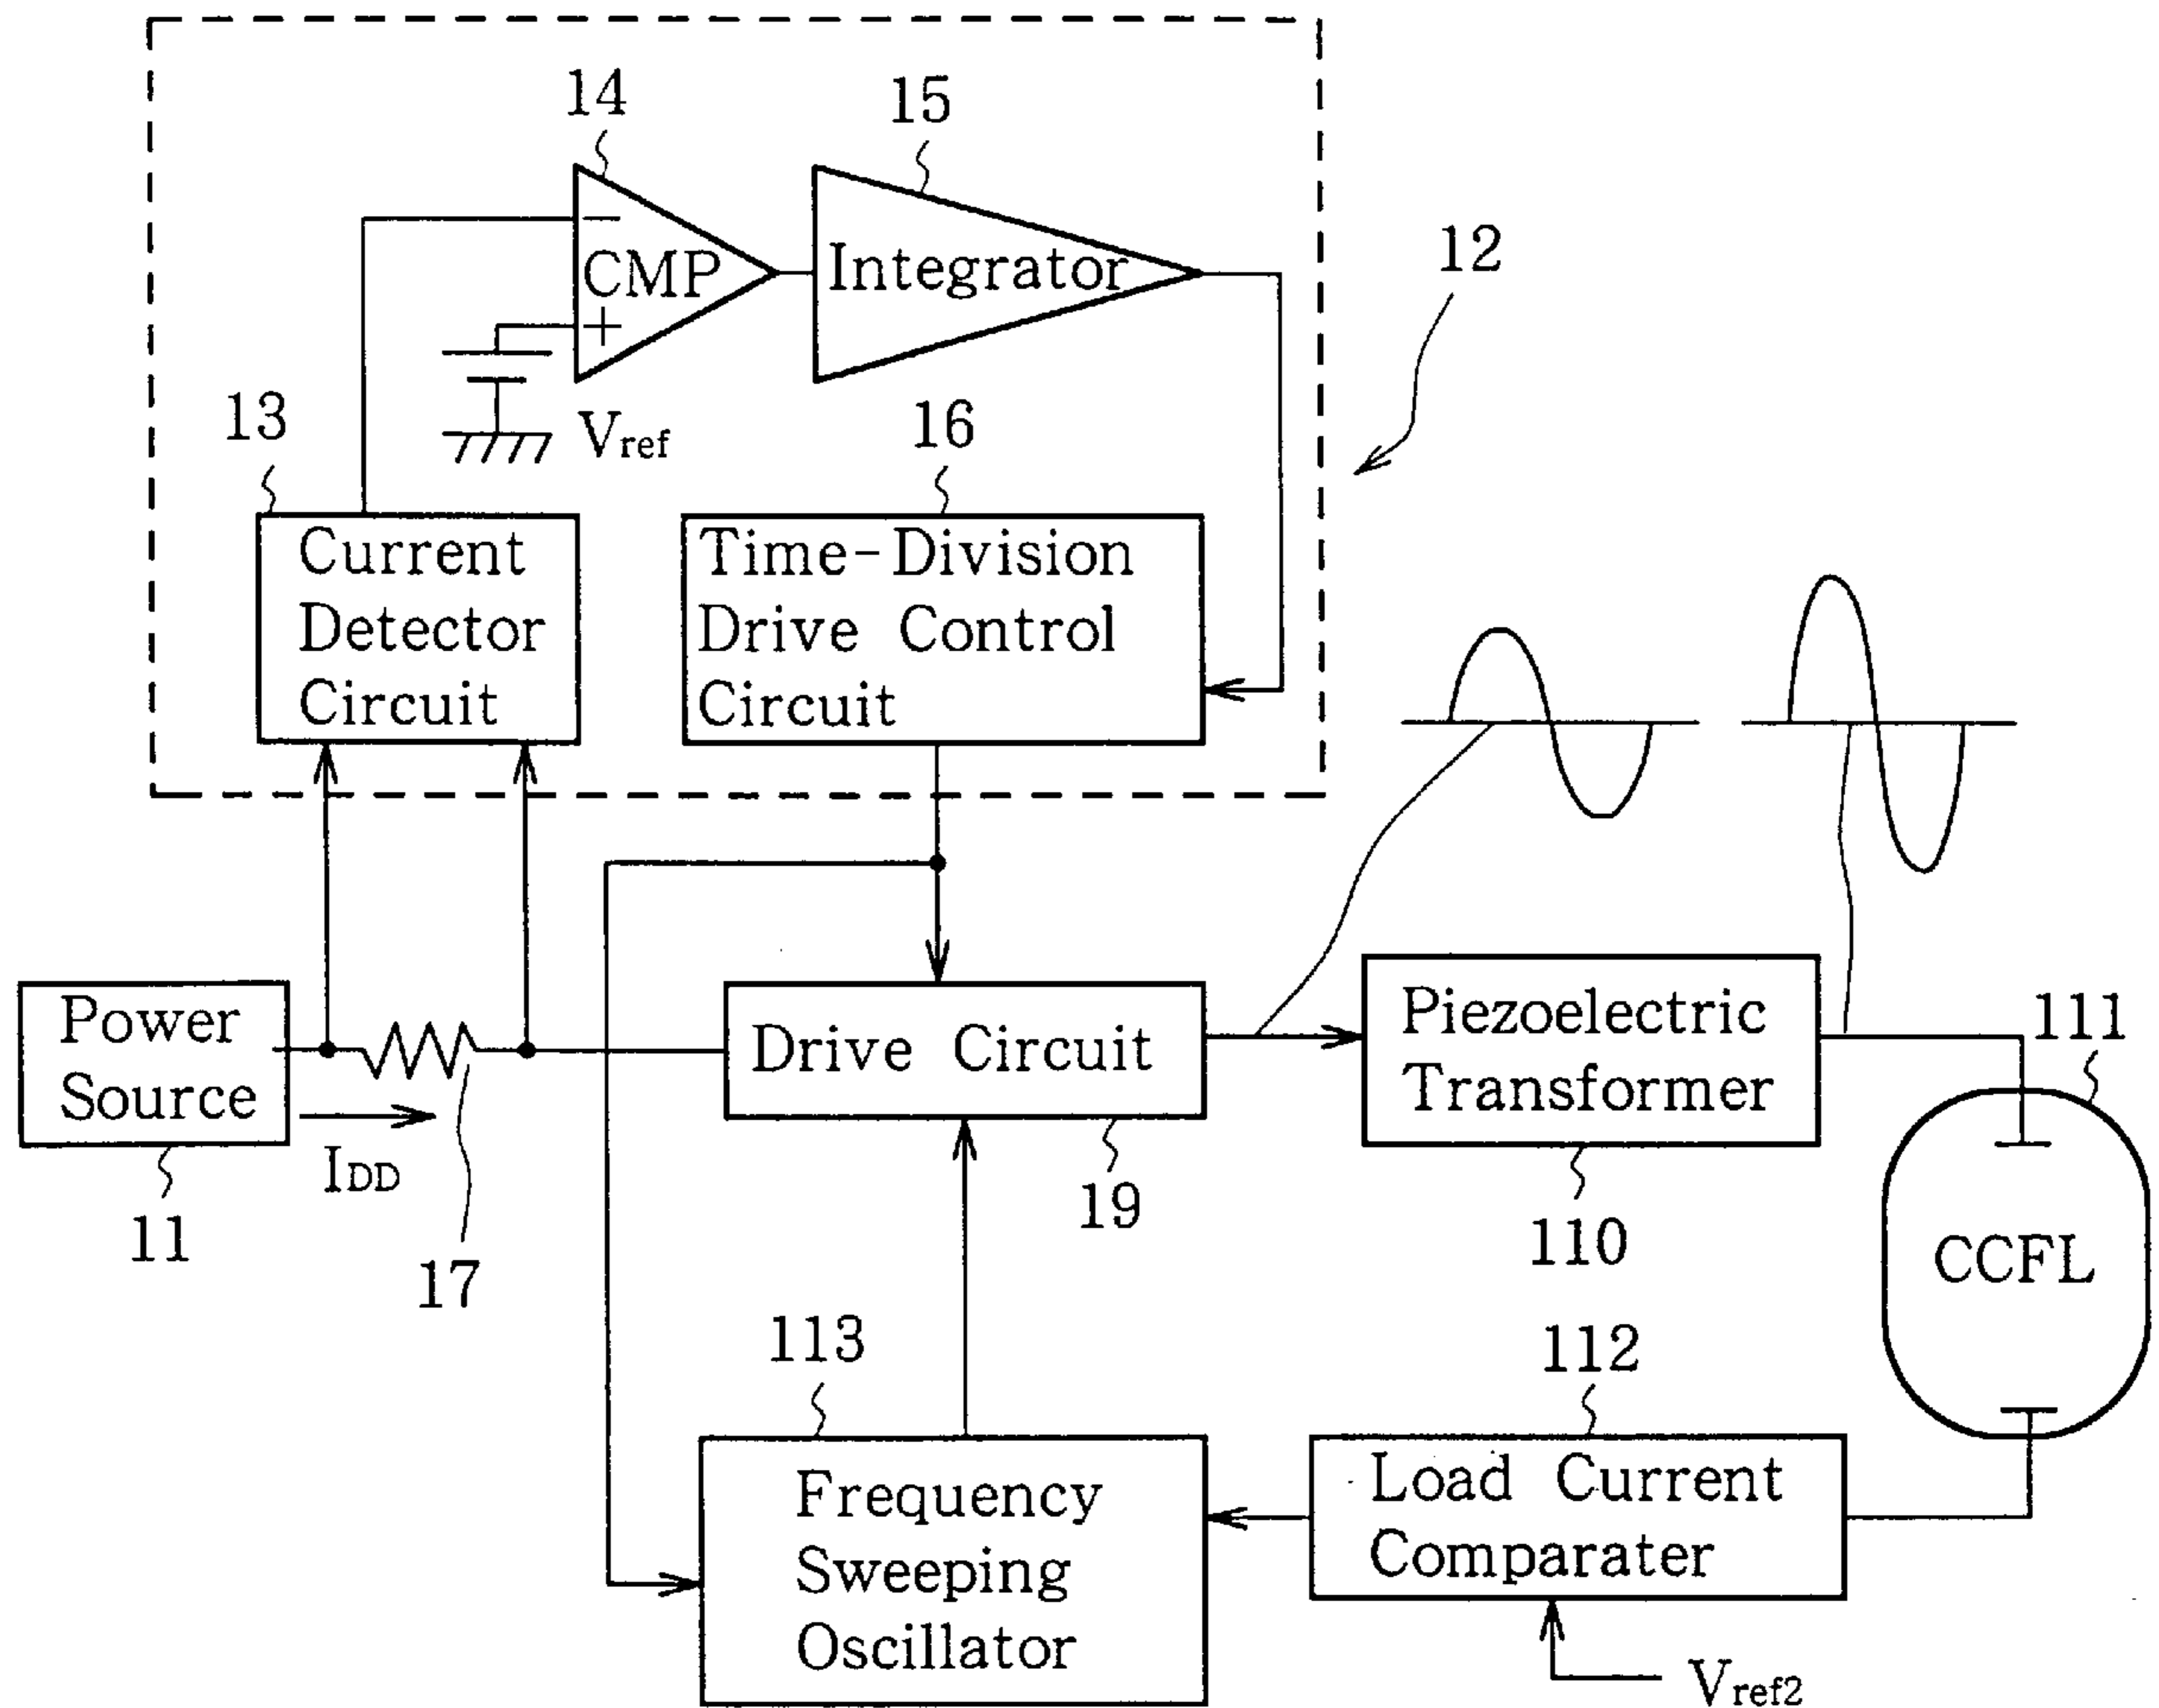 14
15
12
CMP
−
+
Integrator
13
Vref
16
Current
Detector
Circuit
Time-Division
Drive Control
Circuit
Power
Source
IDD
11
17
Drive Circuit
19
Piezoelectric
Transformer
110
111
CCFL
113
112
Frequency
Sweeping
Oscillator
Load Current
Comparater
Vref2